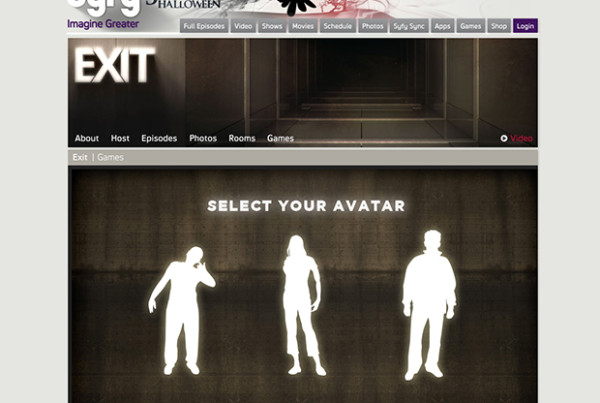 syfy
HALLOWEEN
Imagine Greater
Full Episodes Video Shows Movies Schedule Photos Syfy Sync Apps Games Shop Login
EXIT
About Host Episodes Photos Rooms Games Video
Exit | Games
SELECT YOUR AVATAR